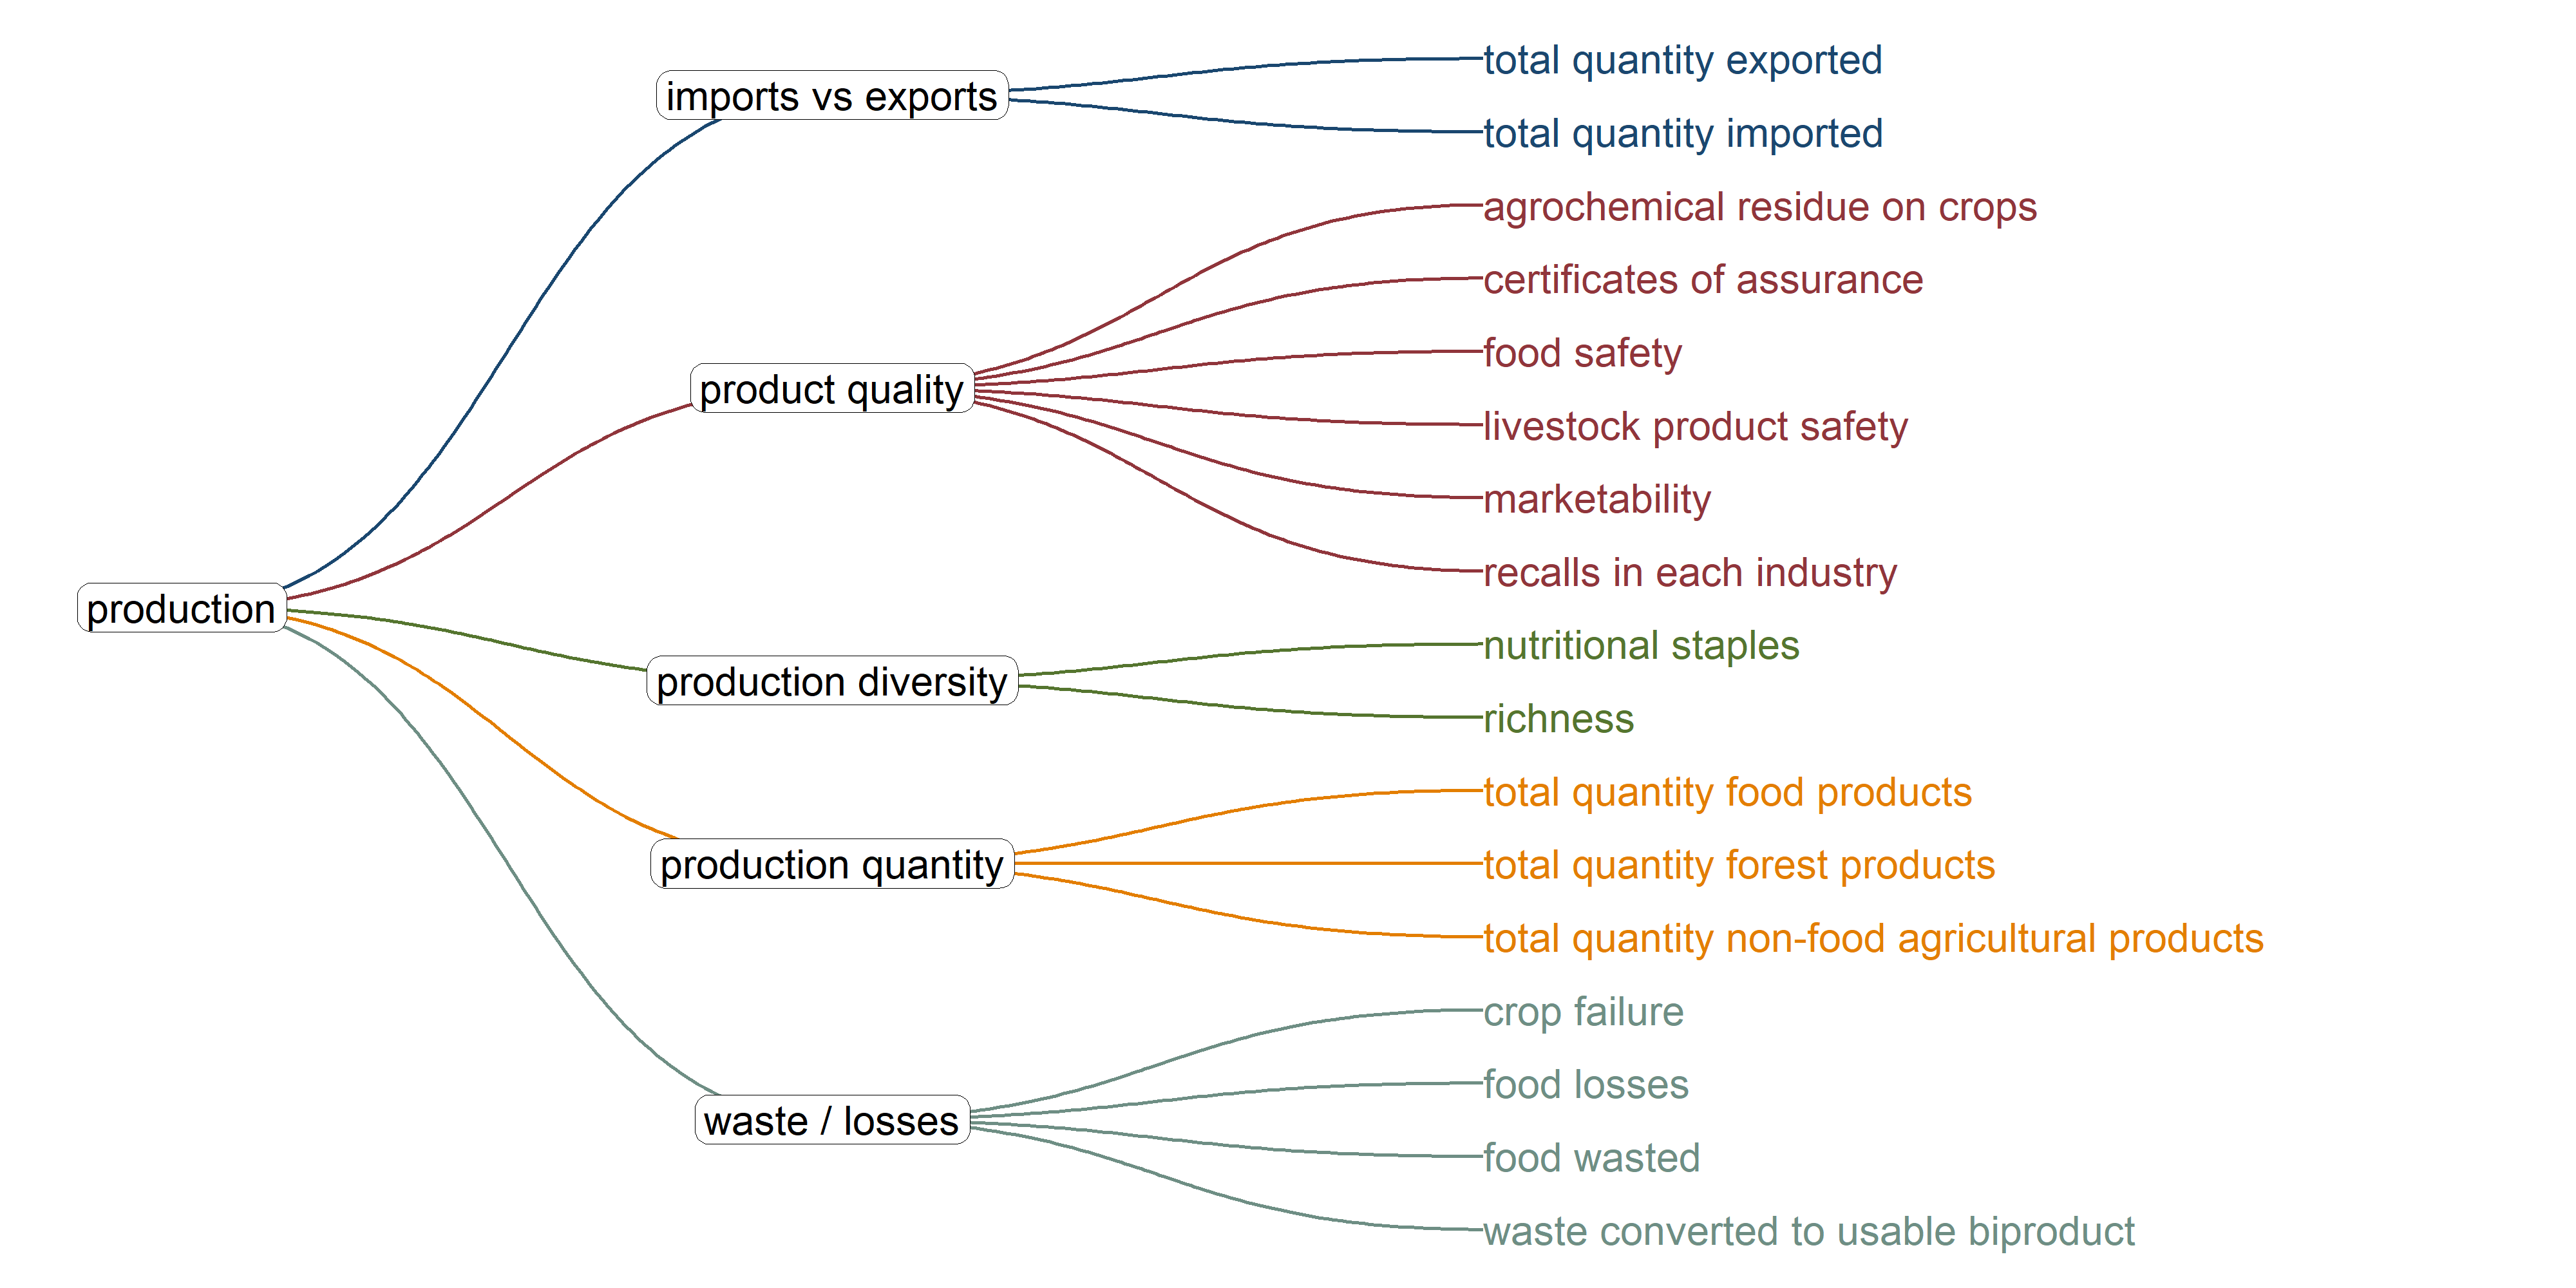 production
imports vs exports
total quantity exported
total quantity imported
product quality
agrochemical residue on crops
certificates of assurance
food safety
livestock product safety
marketability
recalls in each industry
production diversity
nutritional staples
richness
production quantity
total quantity food products
total quantity forest products
total quantity non-food agricultural products
waste / losses
crop failure
food losses
food wasted
waste converted to usable biproduct